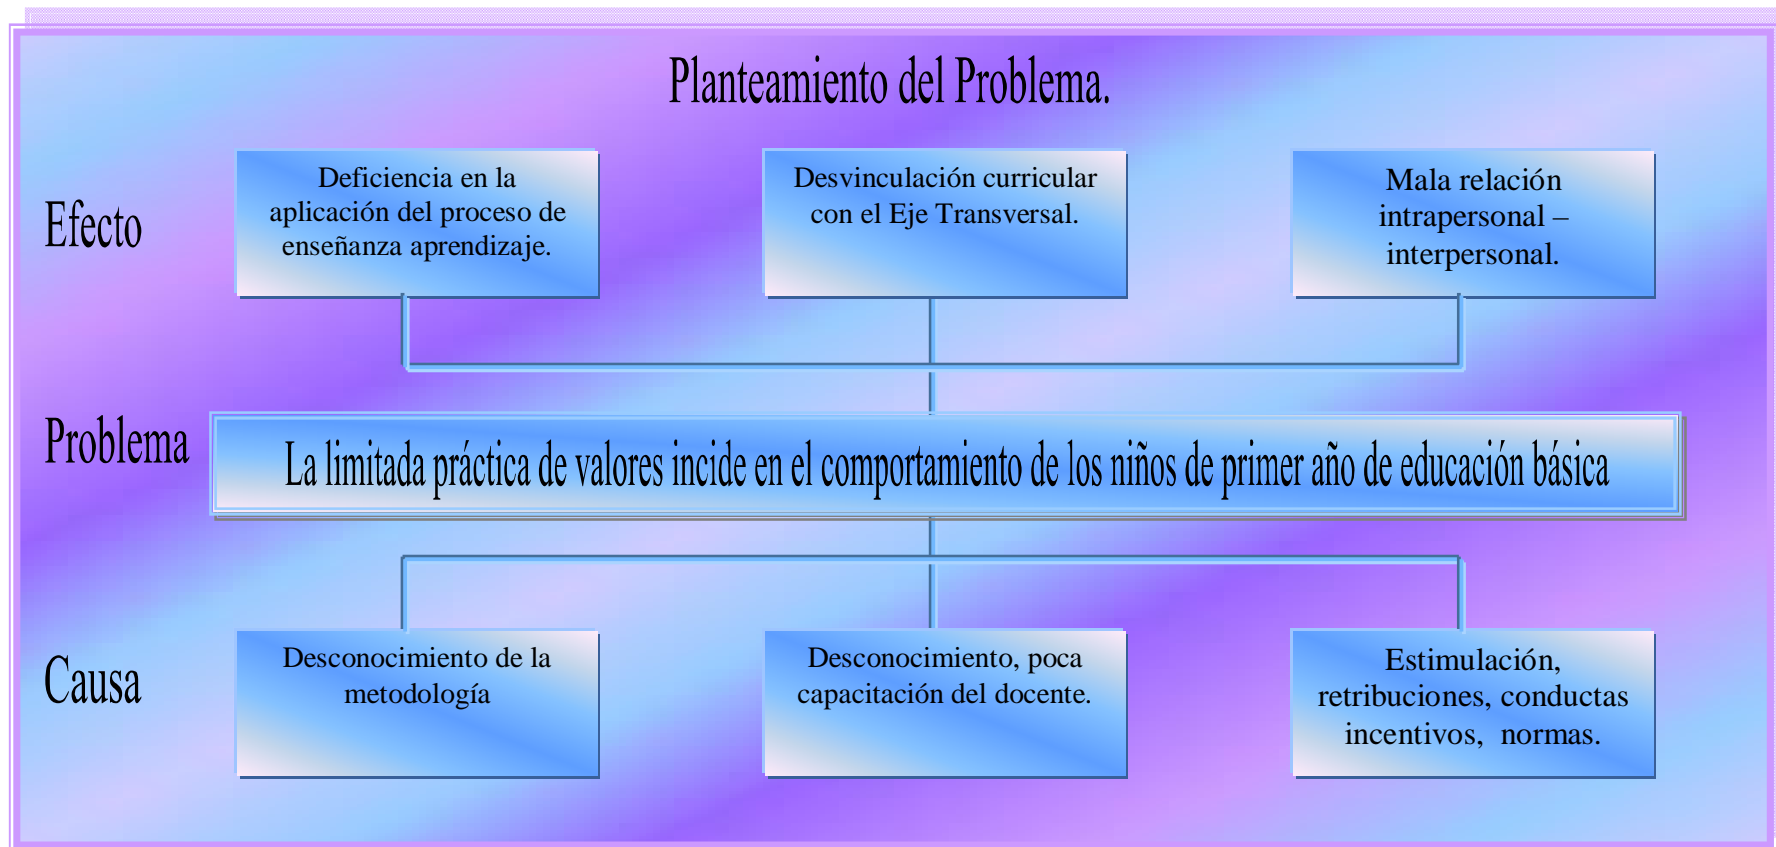 Planteamiento del Problema.
Efecto
Deficiencia en la
aplicación del proceso de
enseñanza aprendizaje.
Desvinculación curricular
con el Eje Transversal.
Mala relación
intrapersonal –
interpersonal.
Problema
La limitada práctica de valores incide en el comportamiento de los niños de primer año de educación básica
Causa
Desconocimiento de la
metodología
Desconocimiento, poca
capacitación del docente.
Estimulación,
retribuciones, conductas
incentivos,  normas.